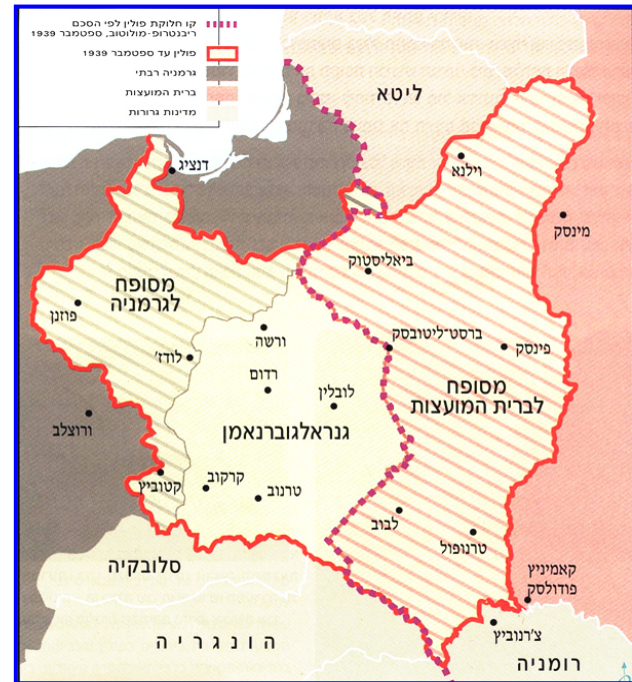 קו חלוקת פולין לפי הסכם
ריבנטרופ-מולוטוב, ספטמבר 1939
פולין עד ספטמבר 1939
גרמניה רבתי
ברית המועצות
מדינות גרורות
ליטא
דנציג
וילנא
מינסק
ביאליסטוק
מסופח
לגרמניה
פוזנן
ורשה
ברסט-ליטובסק
פינסק
לודז'
רדום
לובלין
מסופח
לברית המועצות
ורוצלב
גנראלגוברנאמן
קטוביץ
קרקוב
טרנוב
לבוב
טרנופול
סלובקיה
קאמיניץ
פודולסק
צ'רנוביץ
הונגריה
רומניה